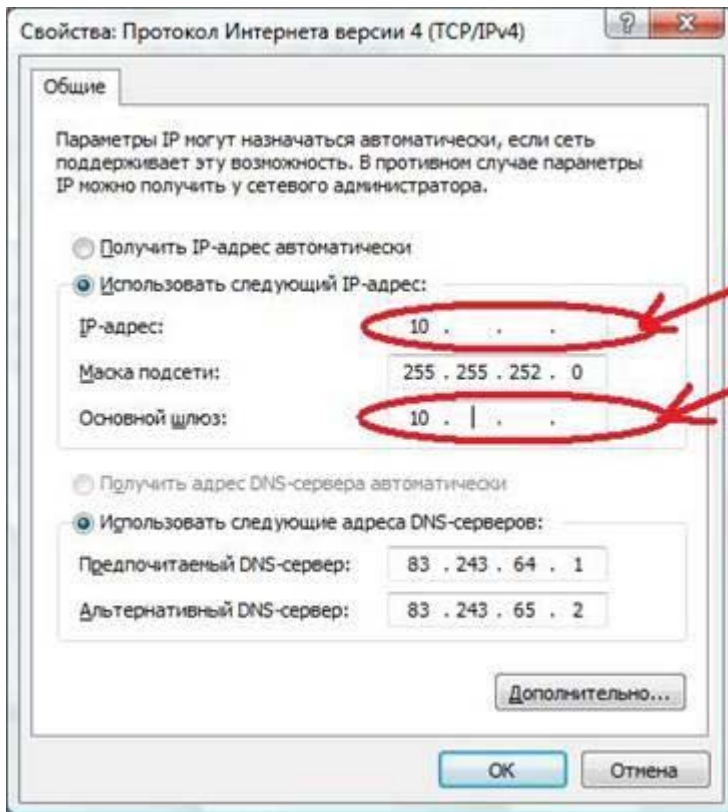 Свойства: Протокол Интернета версии 4 (TCP/IPv4)
Общие
Параметры IP могут назначаться автоматически, если сеть
поддерживает эту возможность. В противном случае параметры
IP можно получить у сетевого администратора.
Получить IP-адрес автоматически
Использовать следующий IP-адрес:
IP-адрес: 10 . . .
Маска подсети: 255 . 255 . 252 . 0
Основной шлюз: 10 . . .
Получить адрес DNS-сервера автоматически
Использовать следующие адреса DNS-серверов:
Предпочитаемый DNS-сервер: 83 . 243 . 64 . 1
Альтернативный DNS-сервер: 83 . 243 . 65 . 2
Дополнительно...
ОК Отмена